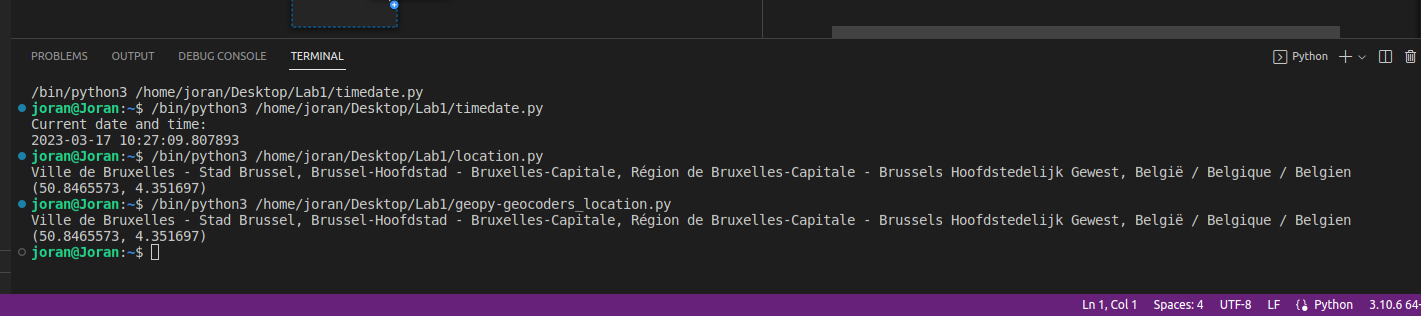 PROBLEMS OUTPUT DEBUG CONSOLE TERMINAL Python
/bin/python3 /home/joran/Desktop/Lab1/timedate.py
joran@Joran:~$ /bin/python3 /home/joran/Desktop/Lab1/timedate.py
Current date and time:
2023-03-17 10:27:09.807893
joran@Joran:~$ /bin/python3 /home/joran/Desktop/Lab1/location.py
Ville de Bruxelles - Stad Brussel, Brussel-Hoofdstad - Bruxelles-Capitale, Région de Bruxelles-Capitale - Brussels Hoofdstedelijk Gewest, België / Belgique / Belgien
(50.8465573, 4.351697)
joran@Joran:~$ /bin/python3 /home/joran/Desktop/Lab1/geopy-geocoders_location.py
Ville de Bruxelles - Stad Brussel, Brussel-Hoofdstad - Bruxelles-Capitale, Région de Bruxelles-Capitale - Brussels Hoofdstedelijk Gewest, België / Belgique / Belgien
(50.8465573, 4.351697)
joran@Joran:~$
Ln 1, Col 1 Spaces: 4 UTF-8 LF Python 3.10.6 64-